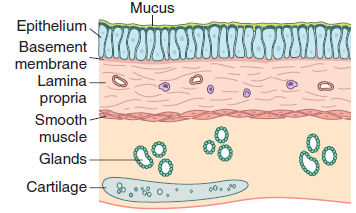 Mucus
Epithelium
Basement
membrane
Lamina
propria
Smooth
muscle
Glands
Cartilage